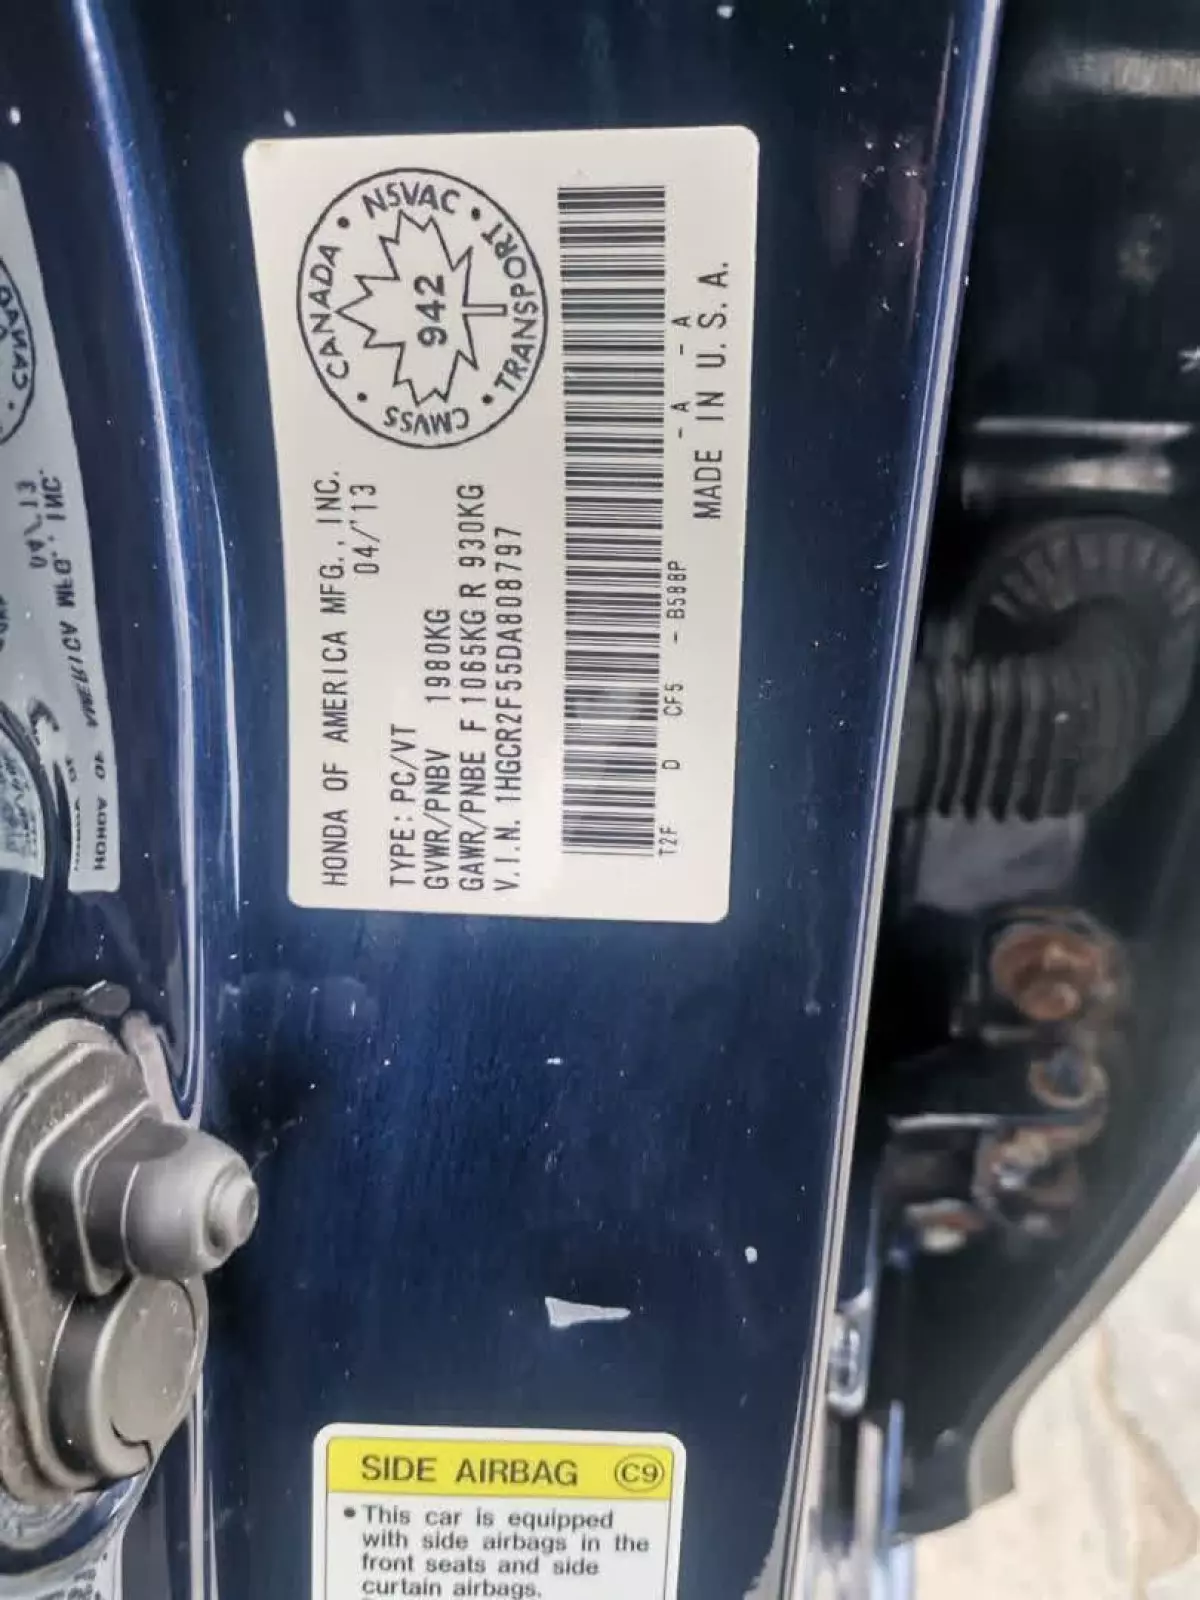 CANADA · NSVAC · TRANSPORT · CMVSS ·
942
HONDA OF AMERICA MFG., INC.
04/'13
TYPE: PC/VT
GVWR/PNBV 1980KG
GAWR/PNBE F 1065KG R 930KG
V.I.N. 1HGCR2F55DA808797
T2F D CF5 - B588P - A - A
MADE IN U.S.A.
SIDE AIRBAG C9
• This car is equipped
with side airbags in the
front seats and side
curtain airbags.